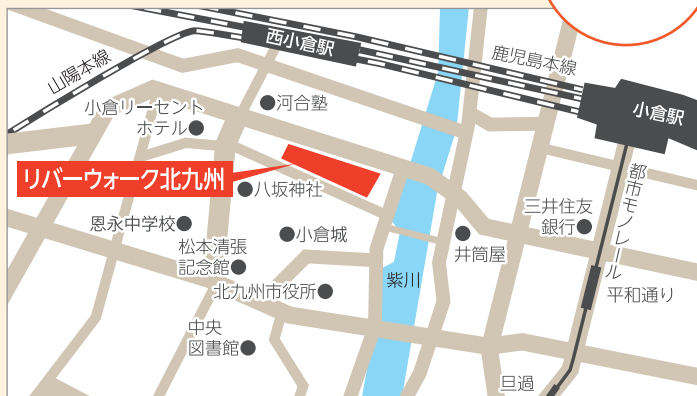 西小倉駅
鹿児島本線
山陽本線
小倉駅
小倉リーセント
ホテル
河合塾
リバーウォーク北九州
八坂神社
都市モノレール
三井住友
銀行
恩永中学校
小倉城
井筒屋
松本清張
記念館
紫川
北九州市役所
平和通り
中央
図書館
旦過